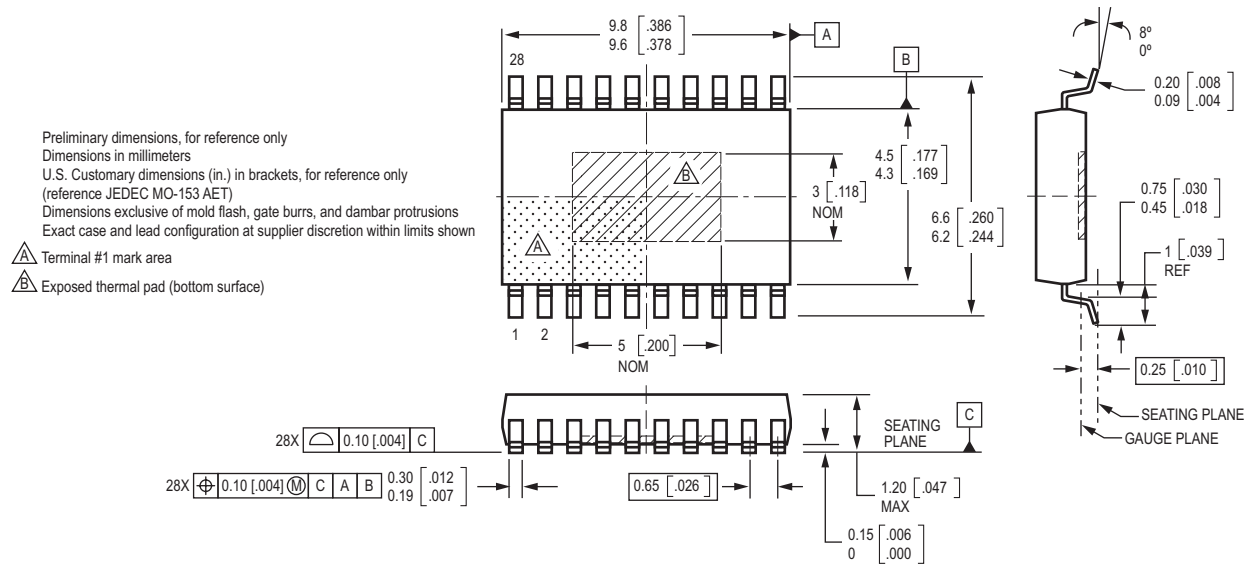 9.8 [.386]
9.6 [.378]
A
28
B
8º
0º
0.20 [.008]
0.09 [.004]
Preliminary dimensions, for reference only
Dimensions in millimeters
U.S. Customary dimensions (in.) in brackets, for reference only
(reference JEDEC MO-153 AET)
Dimensions exclusive of mold flash, gate burrs, and dambar protrusions
Exact case and lead configuration at supplier discretion within limits shown
A Terminal #1 mark area
B Exposed thermal pad (bottom surface)
B
A
4.5 [.177]
4.3 [.169]
3 [.118]
NOM
6.6 [.260]
6.2 [.244]
0.75 [.030]
0.45 [.018]
1 [.039]
REF
1 2
5 [.200]
NOM
0.25 [.010]
SEATING PLANE
GAUGE PLANE
C
SEATING
PLANE
28X ⌓ 0.10 [.004] C
28X ⌖ 0.10 [.004] Ⓜ C A B
0.30 [.012]
0.19 [.007]
0.65 [.026]
1.20 [.047]
MAX
0.15 [.006]
0 [.000]